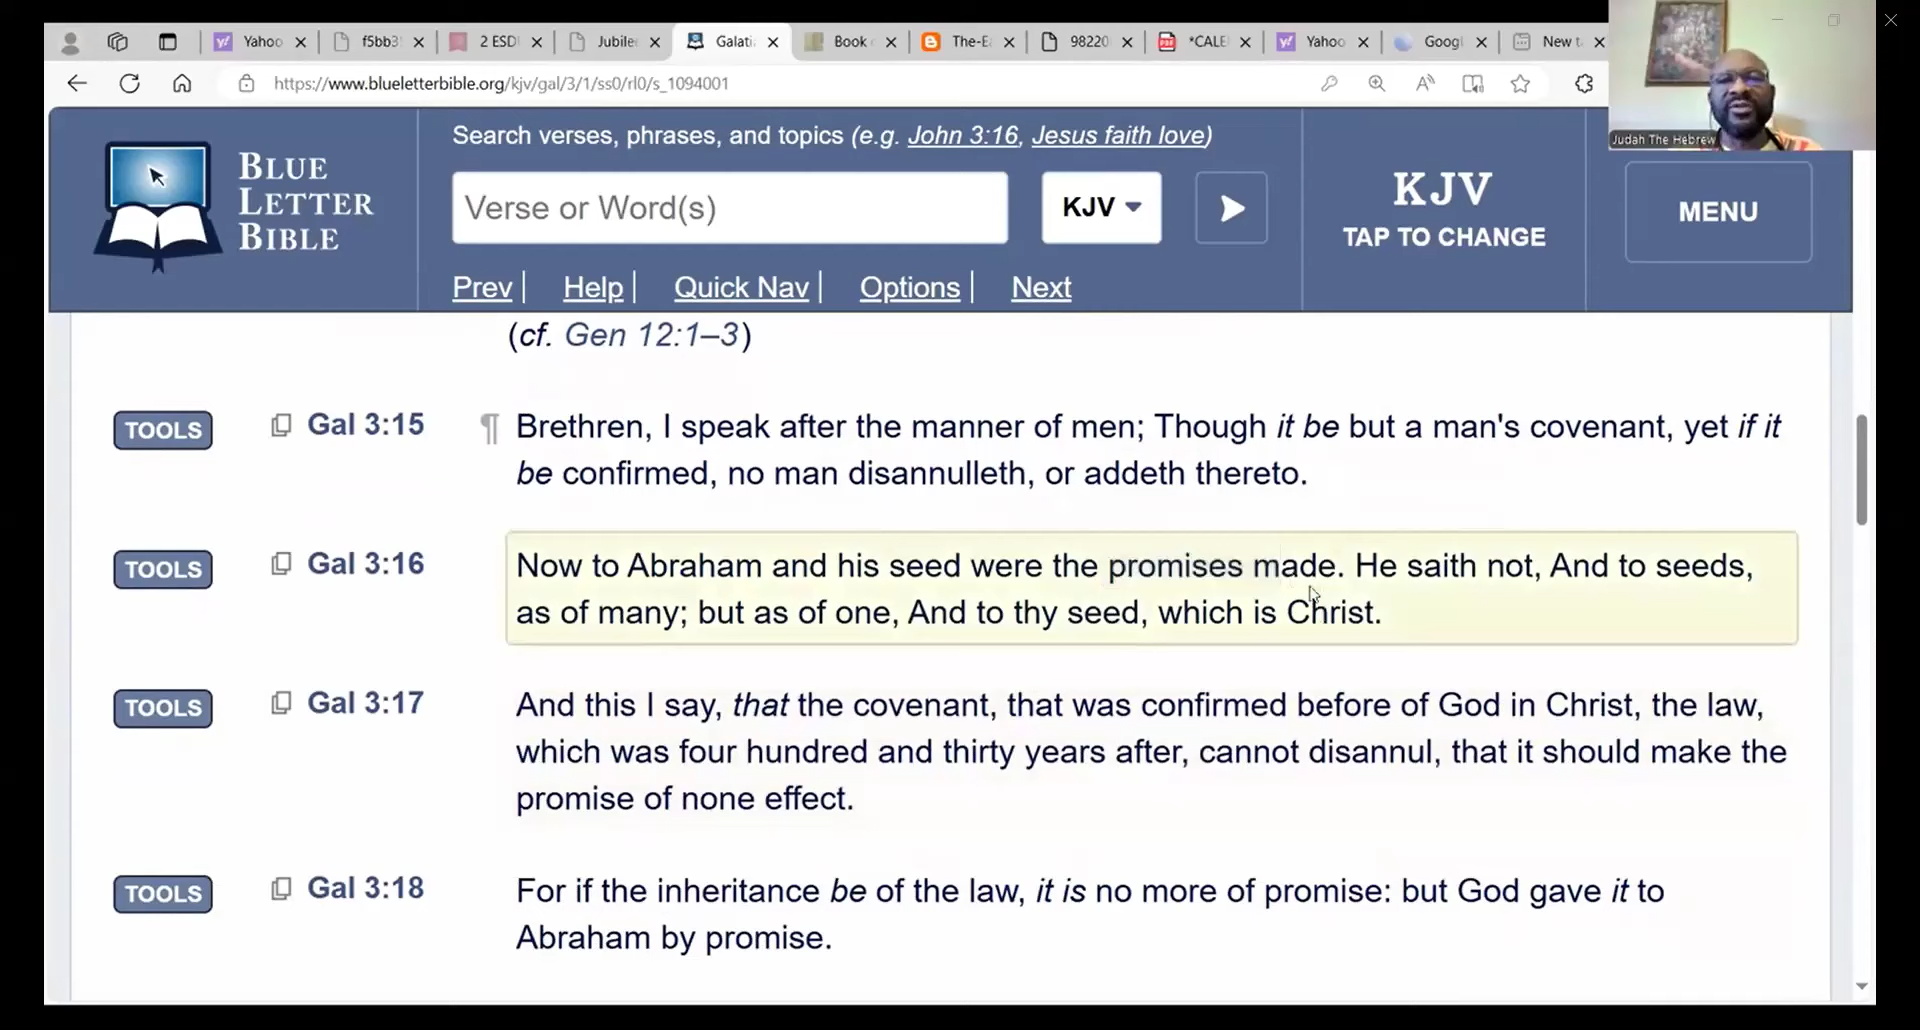 Yahoo
f5bb3
2 ESD
Jubile
Galati
Book
The-E
98220
*CALE
Yahoo
Googl
New t
https://www.blueletterbible.org/kjv/gal/3/1/ss0/rl0/s_1094001
Judah The Hebrew
BLUE
LETTER
BIBLE
Search verses, phrases, and topics (e.g. John 3:16, Jesus faith love)
Verse or Word(s)
KJV
KJV
TAP TO CHANGE
MENU
Prev | Help | Quick Nav | Options | Next
(cf. Gen 12:1–3)
TOOLS Gal 3:15 ¶ Brethren, I speak after the manner of men; Though it be but a man's covenant, yet if it
be confirmed, no man disannulleth, or addeth thereto.
TOOLS Gal 3:16 Now to Abraham and his seed were the promises made. He saith not, And to seeds,
as of many; but as of one, And to thy seed, which is Christ.
TOOLS Gal 3:17 And this I say, that the covenant, that was confirmed before of God in Christ, the law,
which was four hundred and thirty years after, cannot disannul, that it should make the
promise of none effect.
TOOLS Gal 3:18 For if the inheritance be of the law, it is no more of promise: but God gave it to
Abraham by promise.